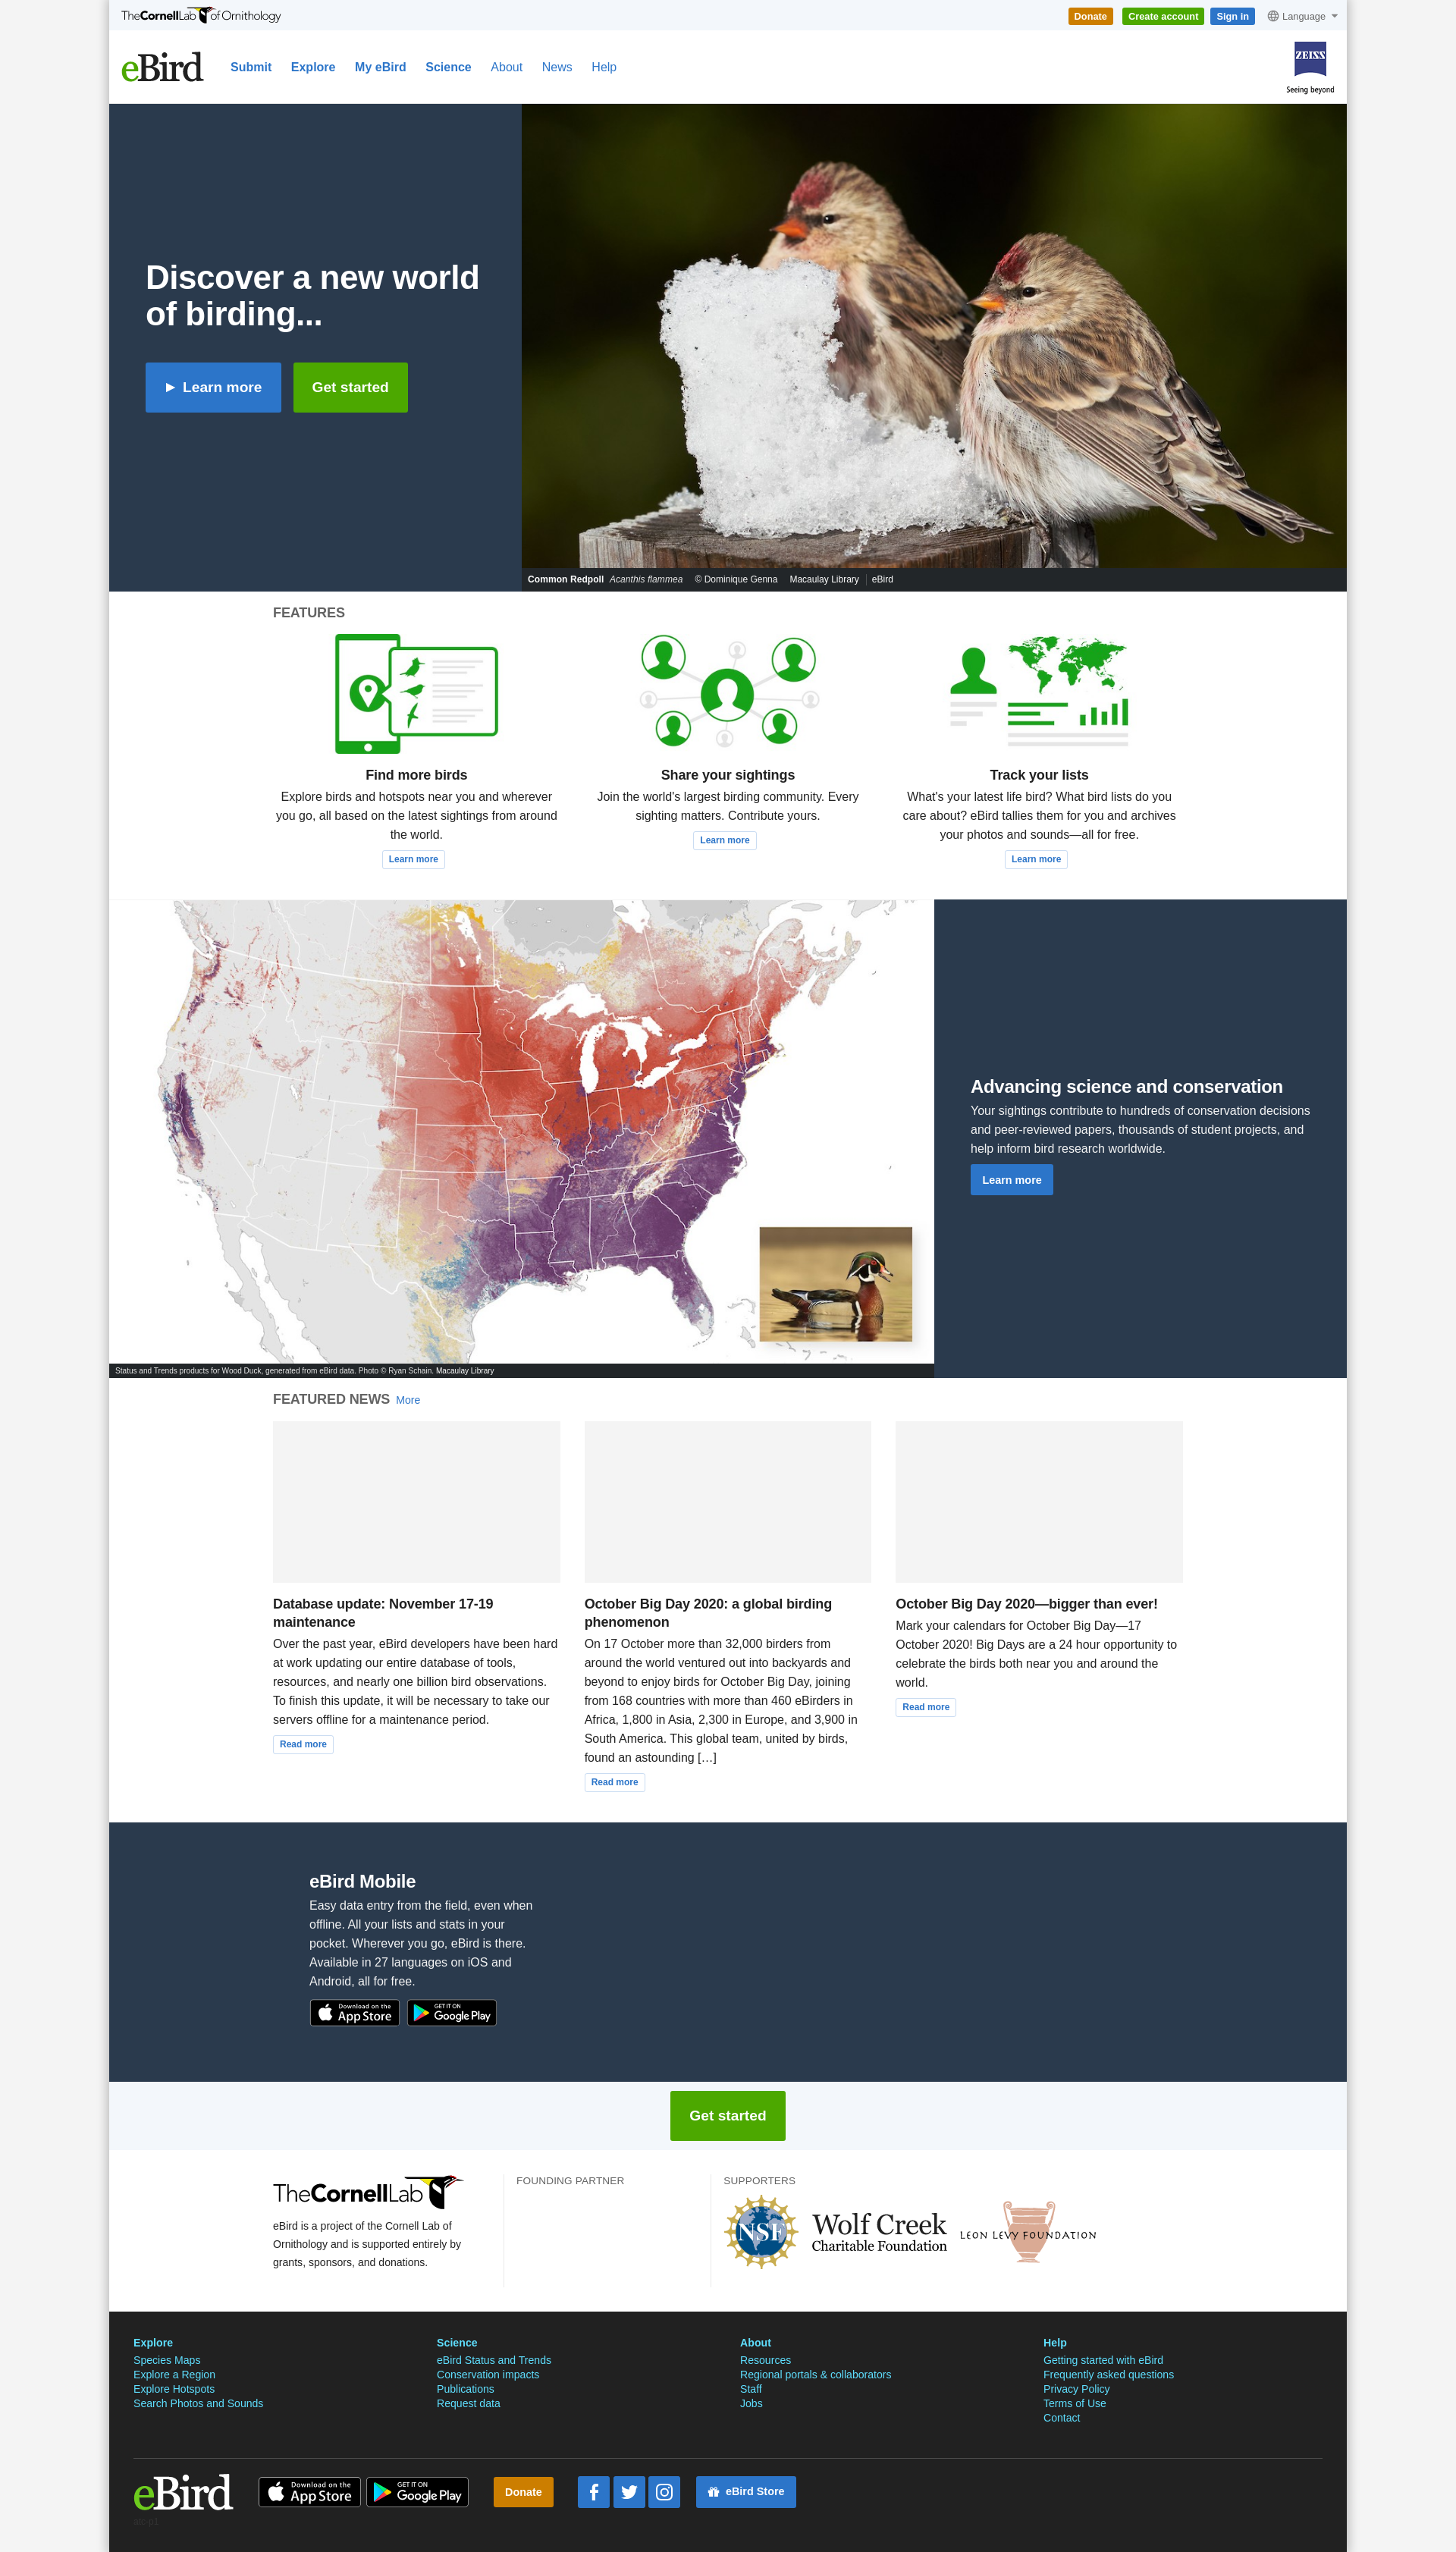 TheCornellLab of Ornithology
Donate
Create account
Sign in
Language
eBird
Submit
Explore
My eBird
Science
About
News
Help
ZEISS
Seeing beyond
Discover a new world
of birding...
Learn more
Get started
Common Redpoll Acanthis flammea © Dominique Genna Macaulay Library eBird
FEATURES
Find more birds
Explore birds and hotspots near you and wherever
you go, all based on the latest sightings from around
the world.
Learn more
Share your sightings
Join the world's largest birding community. Every
sighting matters. Contribute yours.
Learn more
Track your lists
What's your latest life bird? What bird lists do you
care about? eBird tallies them for you and archives
your photos and sounds—all for free.
Learn more
Advancing science and conservation
Your sightings contribute to hundreds of conservation decisions
and peer-reviewed papers, thousands of student projects, and
help inform bird research worldwide.
Learn more
Status and Trends products for Wood Duck, generated from eBird data. Photo © Ryan Schain. Macaulay Library
FEATURED NEWS More
Database update: November 17-19
maintenance
Over the past year, eBird developers have been hard
at work updating our entire database of tools,
resources, and nearly one billion bird observations.
To finish this update, it will be necessary to take our
servers offline for a maintenance period.
Read more
October Big Day 2020: a global birding
phenomenon
On 17 October more than 32,000 birders from
around the world ventured out into backyards and
beyond to enjoy birds for October Big Day, joining
from 168 countries with more than 460 eBirders in
Africa, 1,800 in Asia, 2,300 in Europe, and 3,900 in
South America. This global team, united by birds,
found an astounding […]
Read more
October Big Day 2020—bigger than ever!
Mark your calendars for October Big Day—17
October 2020! Big Days are a 24 hour opportunity to
celebrate the birds both near you and around the
world.
Read more
eBird Mobile
Easy data entry from the field, even when
offline. All your lists and stats in your
pocket. Wherever you go, eBird is there.
Available in 27 languages on iOS and
Android, all for free.
Download on the
App Store
GET IT ON
Google Play
Get started
TheCornellLab
eBird is a project of the Cornell Lab of
Ornithology and is supported entirely by
grants, sponsors, and donations.
FOUNDING PARTNER
SUPPORTERS
NSF
Wolf Creek
Charitable Foundation
LEON LEVY FOUNDATION
Explore
Species Maps
Explore a Region
Explore Hotspots
Search Photos and Sounds
Science
eBird Status and Trends
Conservation impacts
Publications
Request data
About
Resources
Regional portals & collaborators
Staff
Jobs
Help
Getting started with eBird
Frequently asked questions
Privacy Policy
Terms of Use
Contact
eBird
Download on the
App Store
GET IT ON
Google Play
Donate
eBird Store